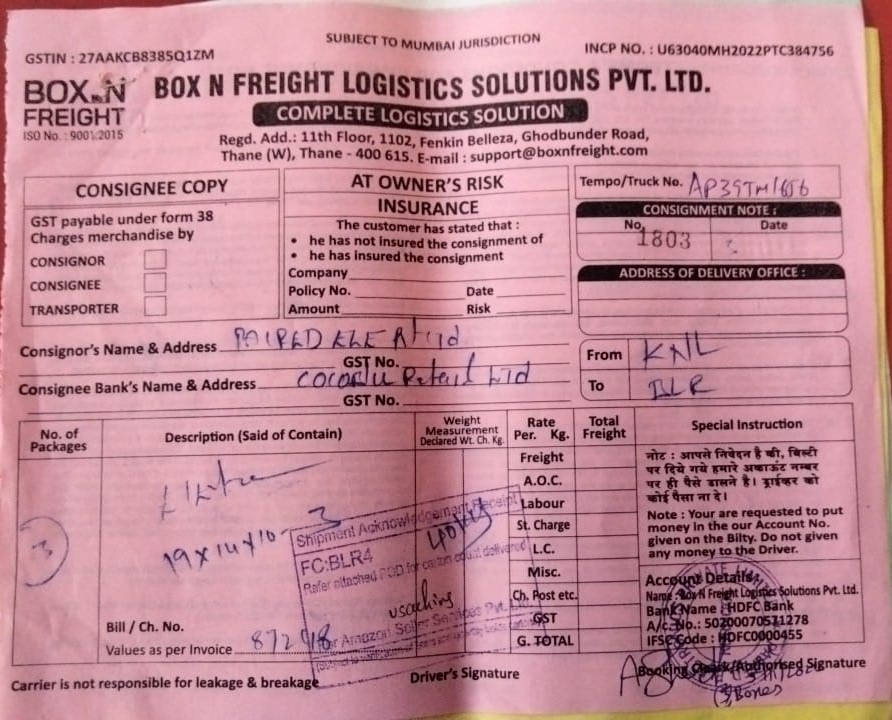 SUBJECT TO MUMBAI JURISDICTION
GSTIN : 27AAKCB8385Q1ZM
INCP NO. : U63040MH2022PTC384756
BOX N FREIGHT
ISO No. : 9001:2015
BOX N FREIGHT LOGISTICS SOLUTIONS PVT. LTD.
COMPLETE LOGISTICS SOLUTION
Regd. Add.: 11th Floor, 1102, Fenkin Belleza, Ghodbunder Road,
Thane (W), Thane - 400 615. E-mail : support@boxnfreight.com
CONSIGNEE COPY
GST payable under form 38
Charges merchandise by
CONSIGNOR
CONSIGNEE
TRANSPORTER
AT OWNER'S RISK
INSURANCE
The customer has stated that :
• he has not insured the consignment of
• he has insured the consignment
Company
Policy No. Date
Amount Risk
Tempo/Truck No.
CONSIGNMENT NOTE :
No. Date
1803
ADDRESS OF DELIVERY OFFICE :
Consignor's Name & Address
GST No.
Consignee Bank's Name & Address Retail Ltd
GST No.
From KNL
To BLR
No. of Packages
Description (Said of Contain)
Weight Measurement
Declared Wt. Ch. Kg.
Rate Per. Kg.
Total Freight
Special Instruction
3
19 x 14 x 10 - 3
40 kg
Freight
A.O.C.
Labour
St. Charge
L.C.
Misc.
Ch. Post etc.
GST
G. TOTAL
Shipment Acknowledgement Receipt
FC:BLR4
Refer attached POD for carton count delivered
For Amazon Seller Services Pvt. Ltd.
Bill / Ch. No.
Values as per Invoice 87248
नोट : आपसे निवेदन है की, बिल्टी
पर दिये गये हमारे अकाऊंट नम्बर
पर ही पैसे डालने है। ड्राईव्हर को
कोई पैसा ना दे।
Note : Your are requested to put
money in the our Account No.
given on the Bilty. Do not given
any money to the Driver.
Account Details
Name : Box N Freight Logistics Solutions Pvt. Ltd.
Bank Name : HDFC Bank
A/c. No.: 50200070571278
IFSC Code : HDFC0000455
Carrier is not responsible for leakage & breakage
Driver's Signature
Booking Clerk/Authorised Signature
3 Boxes